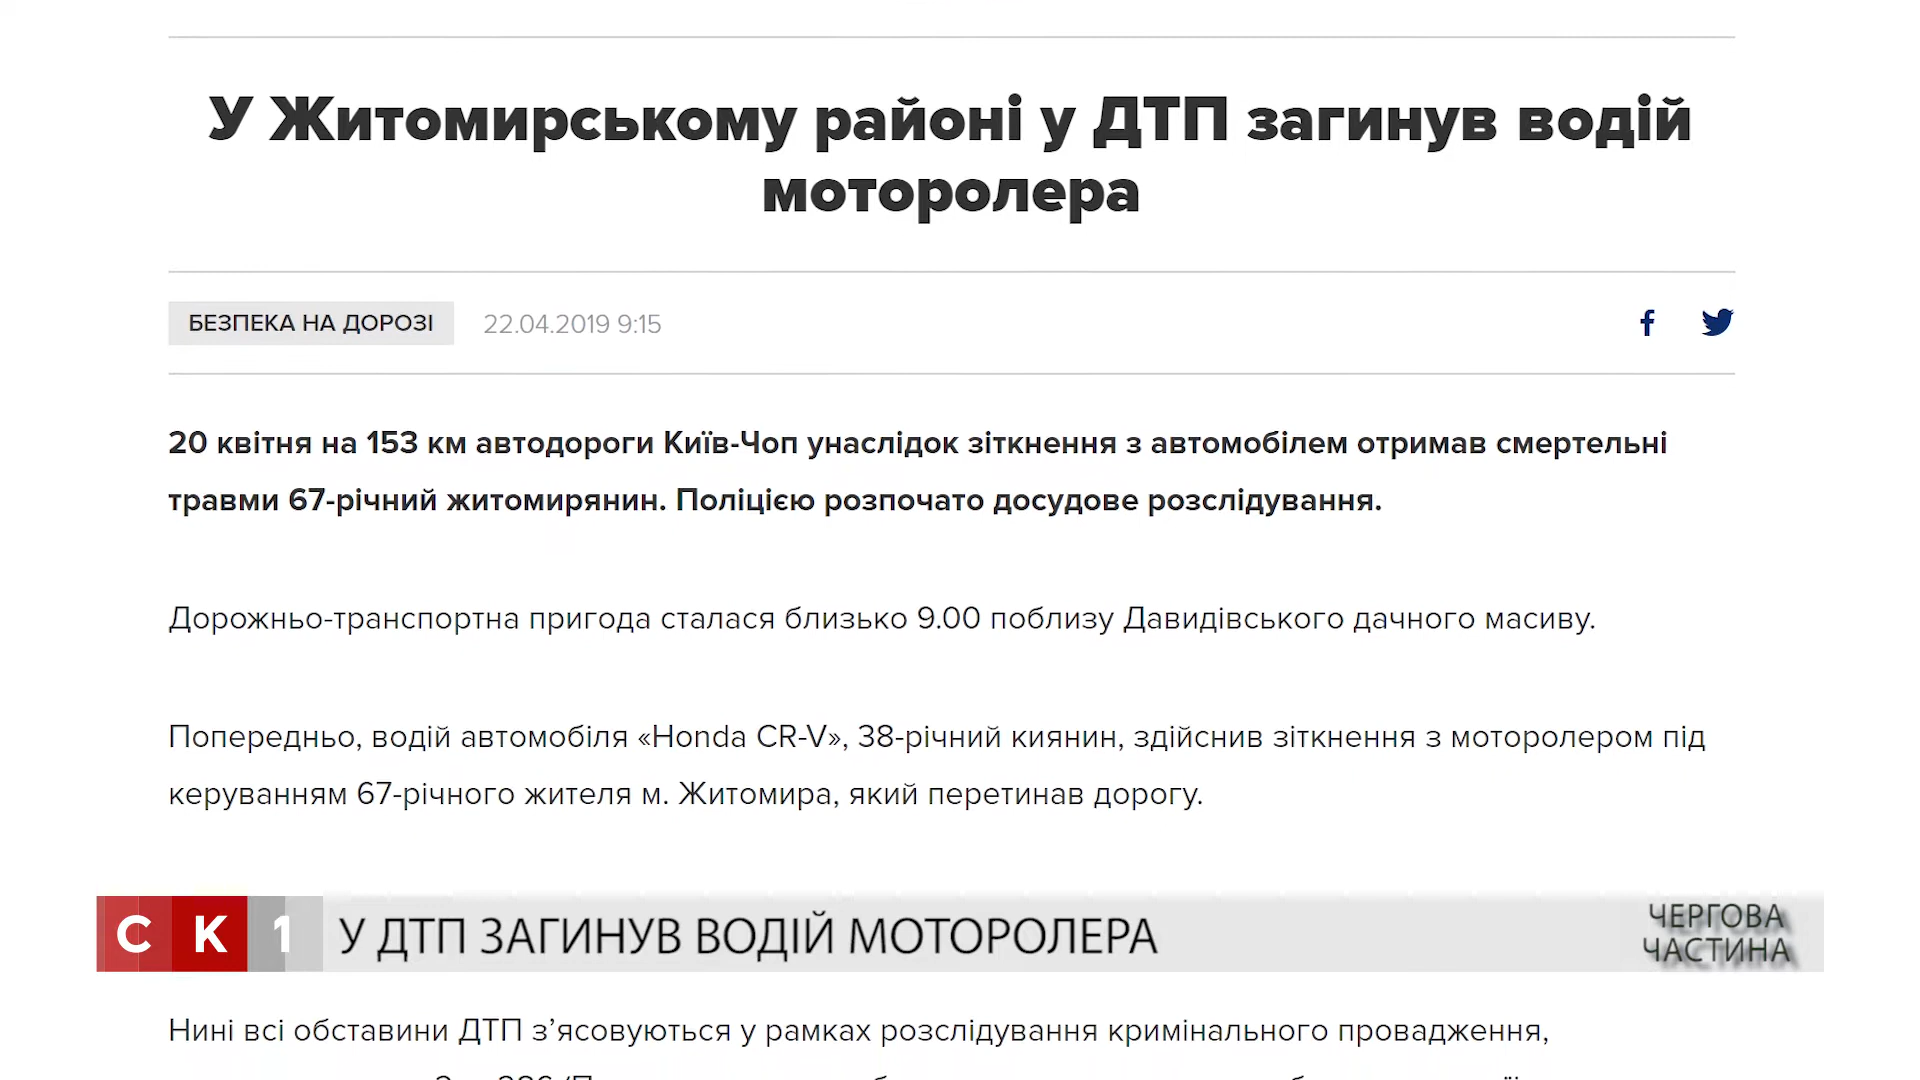 У Житомирському районі у ДТП загинув водій
моторолера
БЕЗПЕКА НА ДОРОЗІ 22.04.2019 9:15
20 квітня на 153 км автодороги Київ-Чоп унаслідок зіткнення з автомобілем отримав смертельні
травми 67-річний житомирянин. Поліцією розпочато досудове розслідування.
Дорожньо-транспортна пригода сталася близько 9.00 поблизу Давидівського дачного масиву.
Попередньо, водій автомобіля «Honda CR-V», 38-річний киянин, здійснив зіткнення з моторолером під
керуванням 67-річного жителя м. Житомира, який перетинав дорогу.
СК1 У ДТП ЗАГИНУВ ВОДІЙ МОТОРОЛЕРА
ЧЕРГОВА
ЧАСТИНА
Нині всі обставини ДТП з’ясовуються у рамках розслідування кримінального провадження,